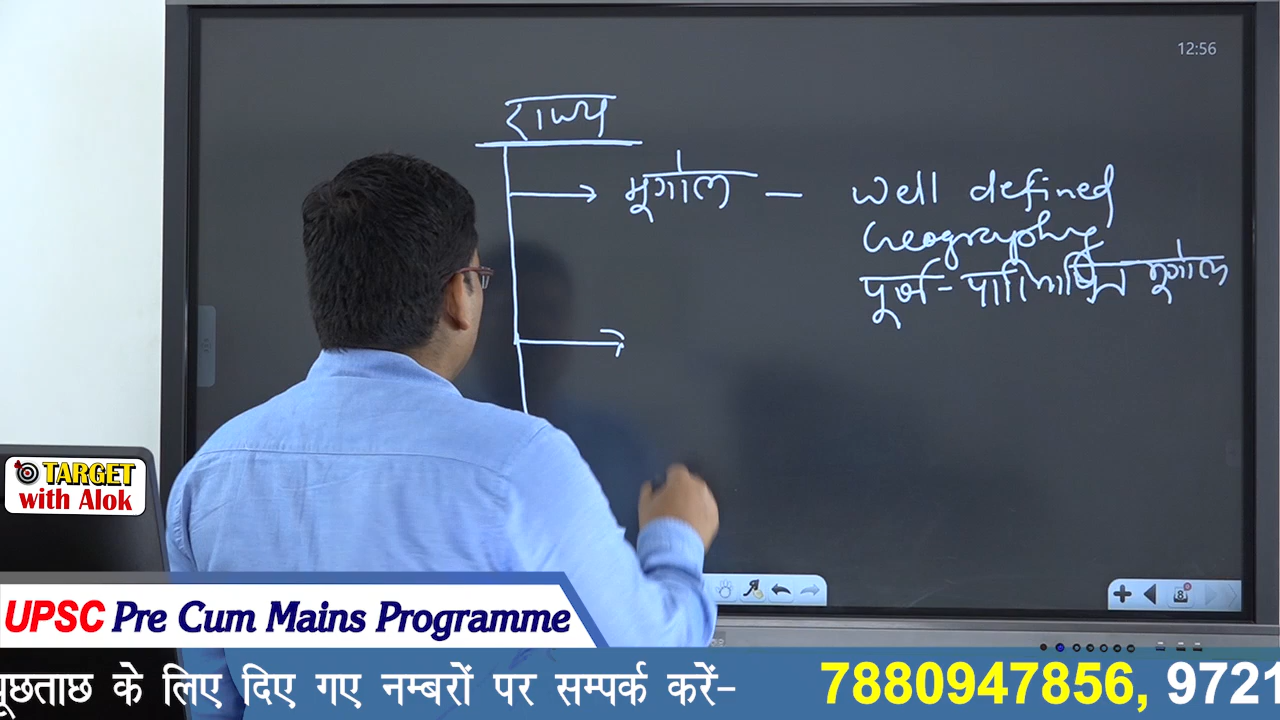 12:56
राज्य
भूगोल — Well defined
Geography
पूर्ण-पारिभाषित भूगोल
TARGET
with Alok
8
UPSC Pre Cum Mains Programme
पूछताछ के लिए दिए गए नम्बरों पर सम्पर्क करें-
7880947856, 9721